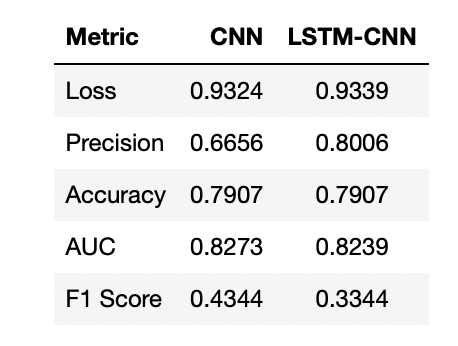 Metric CNN LSTM-CNN
Loss 0.9324 0.9339
Precision 0.6656 0.8006
Accuracy 0.7907 0.7907
AUC 0.8273 0.8239
F1 Score 0.4344 0.3344